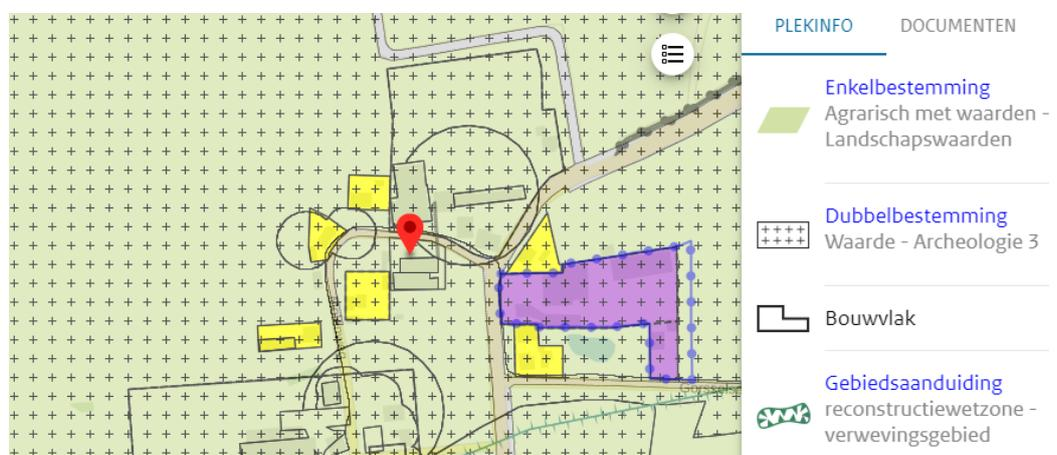 PLEKINFO DOCUMENTEN
Enkelbestemming
Agrarisch met waarden -
Landschapswaarden
Dubbelbestemming
Waarde - Archeologie 3
Bouwvlak
Gebiedsaanduiding
reconstructiewetzone -
verwevingsgebied